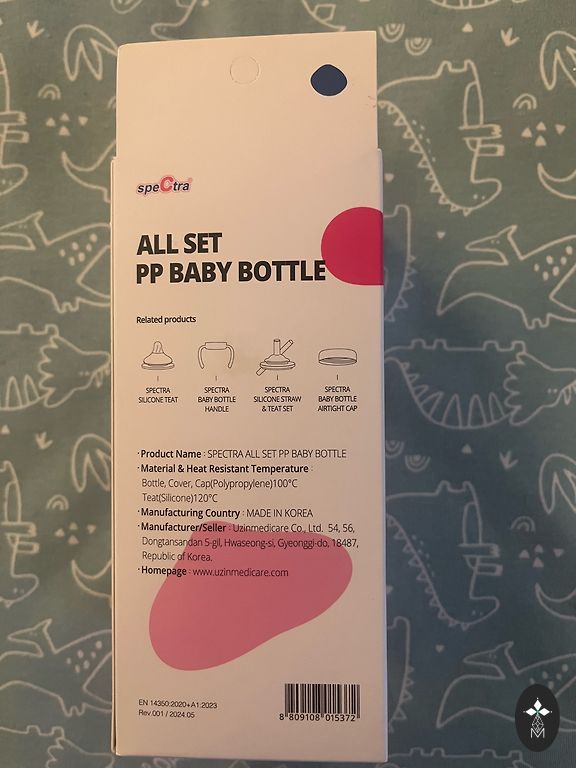 speCtra
ALL SET
PP BABY BOTTLE
Related products
SPECTRA
SILICONE TEAT
SPECTRA
BABY BOTTLE
HANDLE
SPECTRA
SILICONE STRAW
& TEAT SET
SPECTRA
BABY BOTTLE
AIRTIGHT CAP
· Product Name : SPECTRA ALL SET PP BABY BOTTLE
· Material & Heat Resistant Temperature :
Bottle, Cover, Cap(Polypropylene)100°C
Teat(Silicone)120°C
· Manufacturing Country : MADE IN KOREA
· Manufacturer/Seller : Uzinmedicare Co., Ltd. 54, 56,
Dongtansandan 5-gil, Hwaseong-si, Gyeonggi-do, 18487,
Republic of Korea.
· Homepage : www.uzinmedicare.com
EN 14350:2020+A1:2023
Rev.001 / 2024.05
8 809108 015372
M